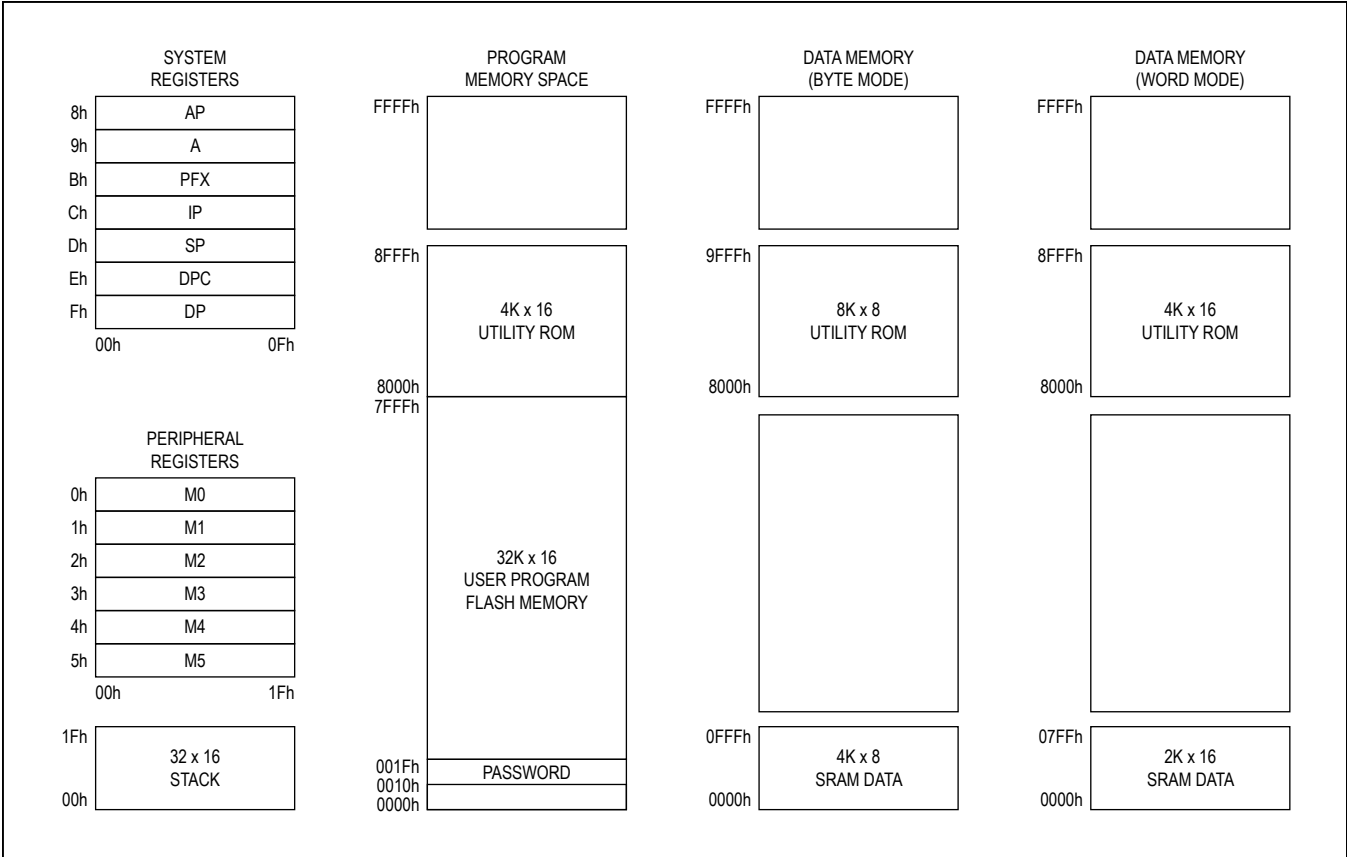 SYSTEM
REGISTERS
8h AP
9h A
Bh PFX
Ch IP
Dh SP
Eh DPC
Fh DP
00h 0Fh
PERIPHERAL
REGISTERS
0h M0
1h M1
2h M2
3h M3
4h M4
5h M5
00h 1Fh
1Fh
32 x 16
STACK
00h
PROGRAM
MEMORY SPACE
FFFFh
8FFFh
4K x 16
UTILITY ROM
8000h
7FFFh
32K x 16
USER PROGRAM
FLASH MEMORY
001Fh PASSWORD
0010h
0000h
DATA MEMORY
(BYTE MODE)
FFFFh
9FFFh
8K x 8
UTILITY ROM
8000h
0FFFh
4K x 8
SRAM DATA
0000h
DATA MEMORY
(WORD MODE)
FFFFh
8FFFh
4K x 16
UTILITY ROM
8000h
07FFh
2K x 16
SRAM DATA
0000h